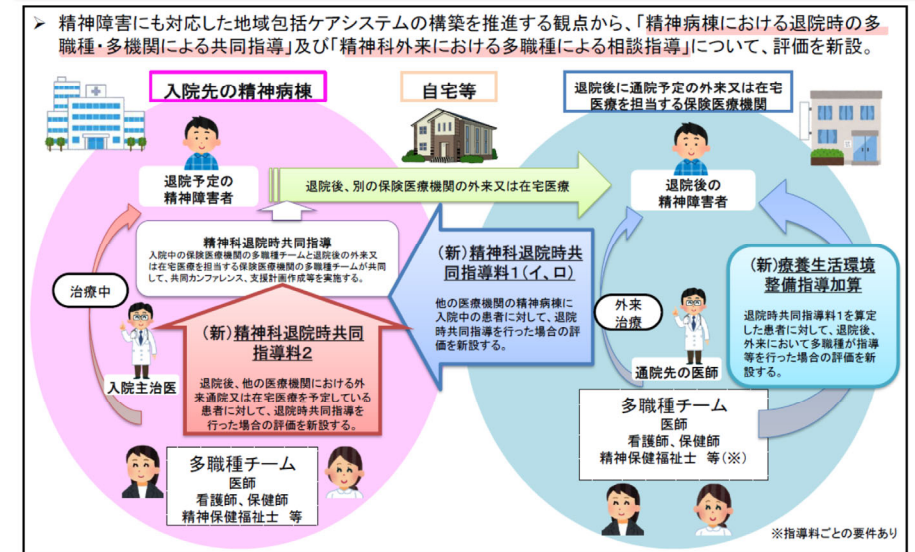 ➢ 精神障害にも対応した地域包括ケアシステムの構築を推進する観点から、「精神病棟における退院時の多
職種・多機関による共同指導」及び「精神科外来における多職種による相談指導」について、評価を新設。
入院先の精神病棟
自宅等
退院後に通院予定の外来又は在宅
医療を担当する保険医療機関
退院予定の
精神障害者
退院後、別の保険医療機関の外来又は在宅医療
退院後の
精神障害者
精神科退院時共同指導
入院中の保険医療機関の多職種チームと退院後の外来又
は在宅医療を担当する保険医療機関の多職種チームが共同
して、共同カンファレンス、支援計画作成等を実施する。
治療中
入院主治医
(新)精神科退院時共同
指導料2
退院後、他の医療機関における外
来通院又は在宅医療を予定している
患者に対して、退院時共同指導を
行った場合の評価を新設する。
(新)精神科退院時共
同指導料1(イ、ロ)
他の医療機関の精神病棟に
入院中の患者に対して、退院
時共同指導を行った場合の評
価を新設する。
外来
治療
通院先の医師
(新)療養生活環境
整備指導加算
退院時共同指導料1を算定
した患者に対して、退院後、
外来において多職種が指導
等を行った場合の評価を新
設する。
多職種チーム
医師
看護師、保健師
精神保健福祉士 等
多職種チーム
医師
看護師、保健師
精神保健福祉士 等(※)
※指導料ごとの要件あり